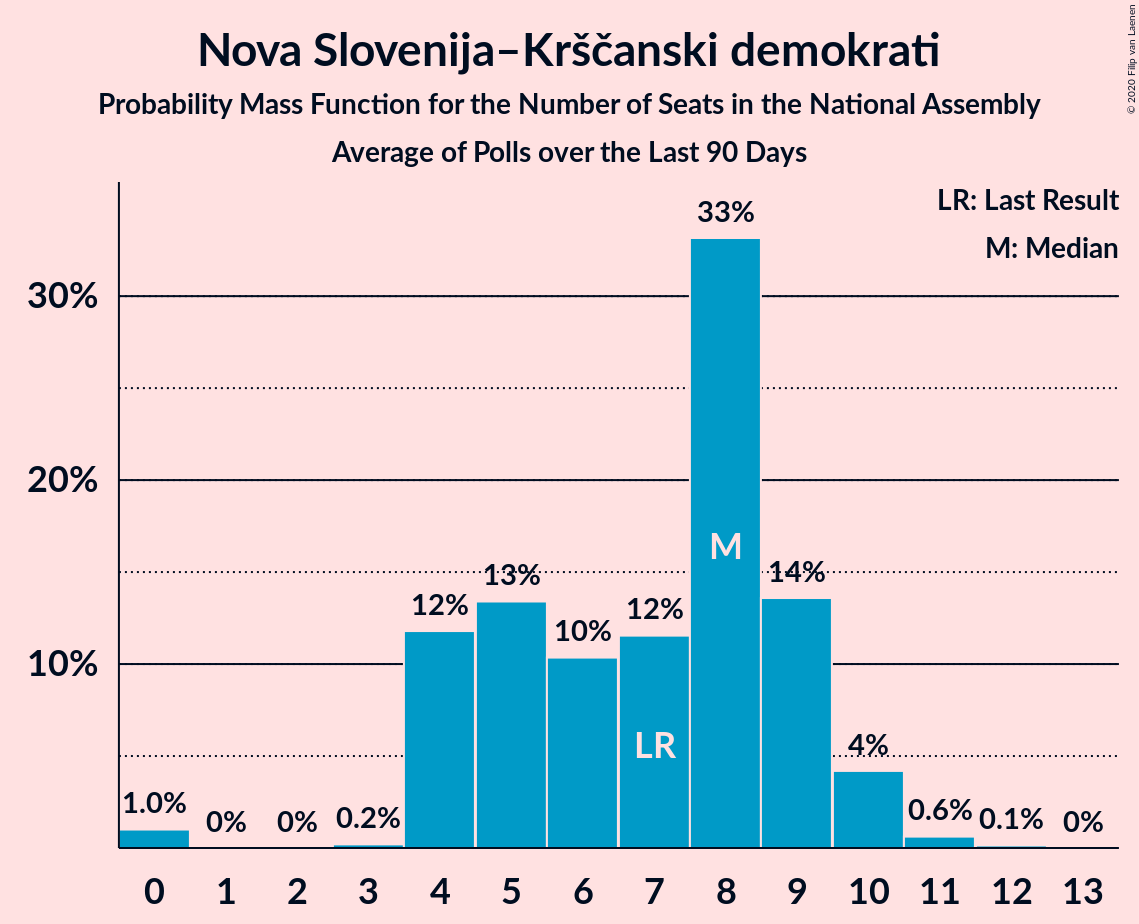 Nova Slovenija–Krščanski demokrati
Probability Mass Function for the Number of Seats in the National Assembly
Average of Polls over the Last 90 Days
© 2020 Filip van Laenen
LR: Last Result
M: Median
30%
20%
10%
1.0%
0%
0%
0.2%
12%
13%
10%
12%
33%
14%
4%
0.6%
0.1%
0%
LR
M
0 1 2 3 4 5 6 7 8 9 10 11 12 13